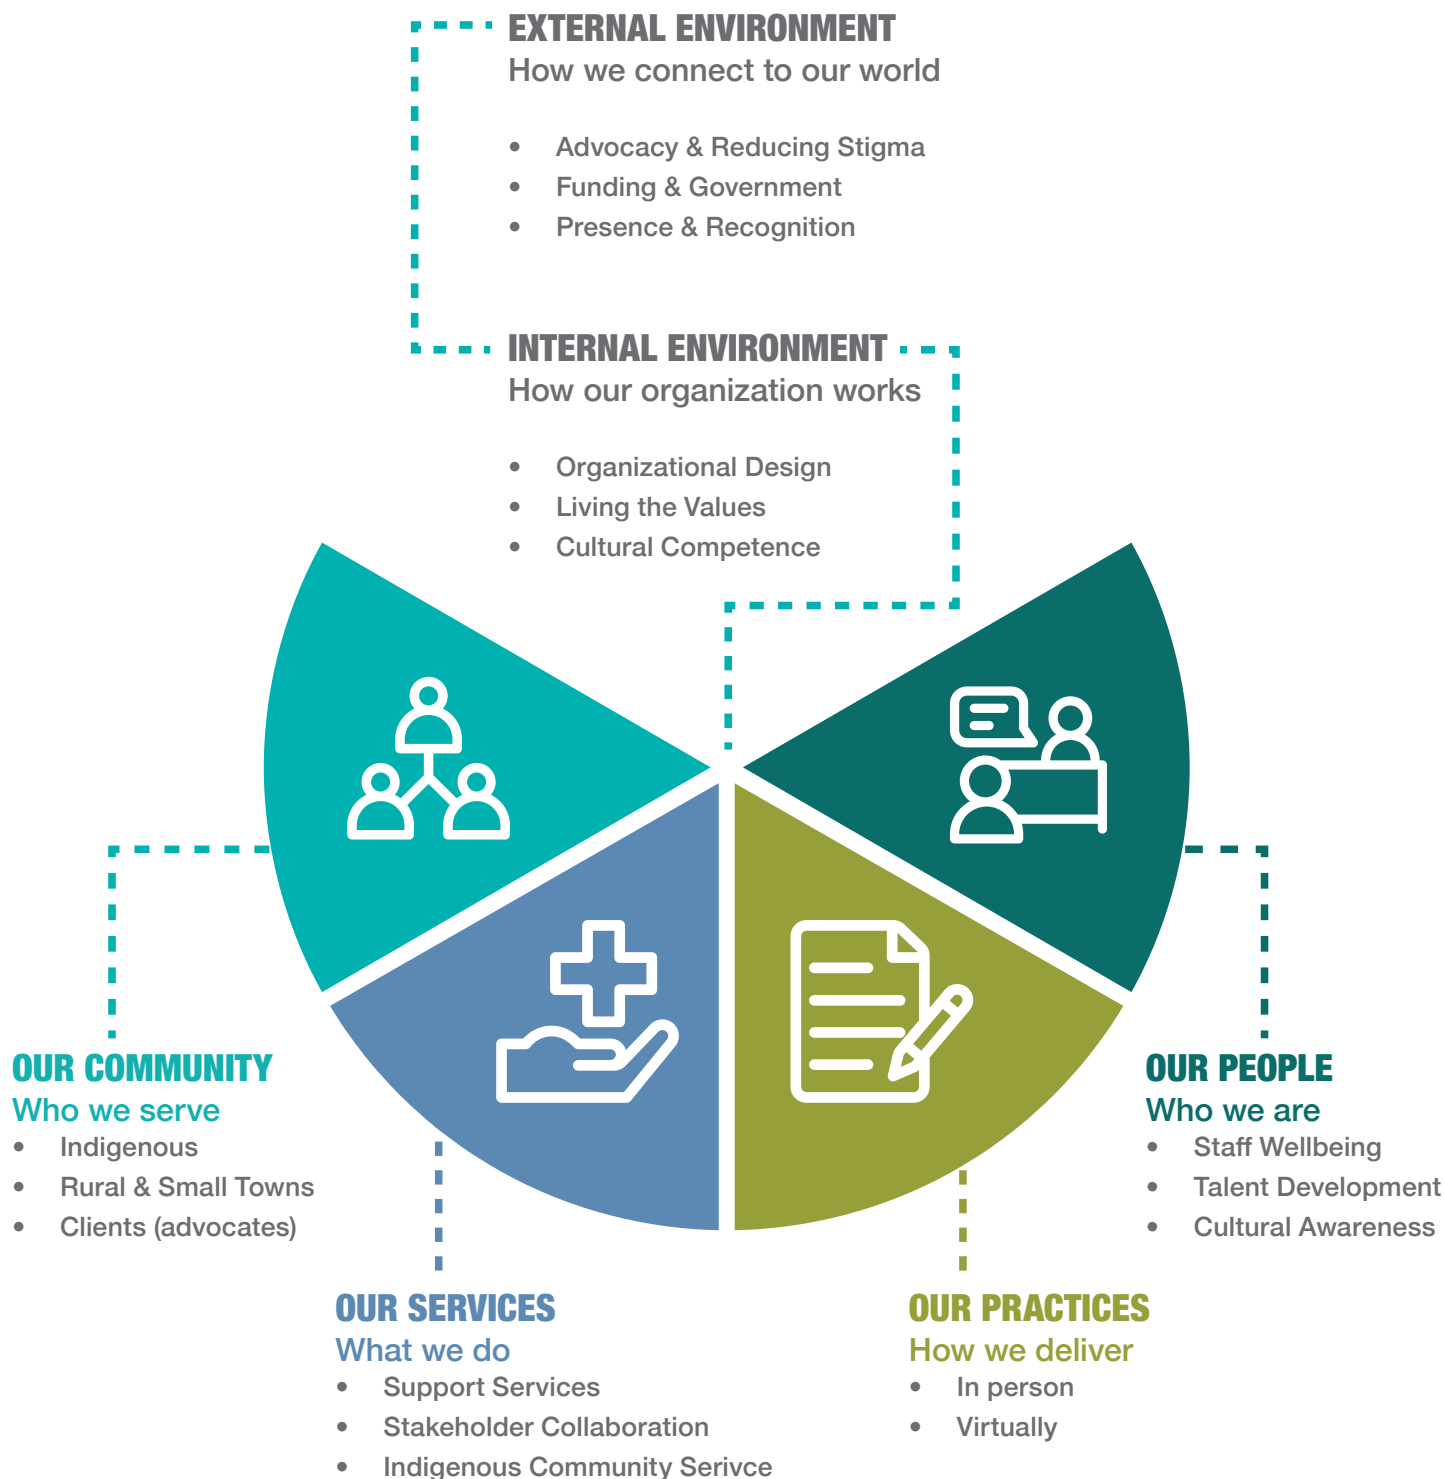 EXTERNAL ENVIRONMENT
How we connect to our world
• Advocacy & Reducing Stigma
• Funding & Government
• Presence & Recognition
INTERNAL ENVIRONMENT
How our organization works
• Organizational Design
• Living the Values
• Cultural Competence
OUR COMMUNITY
Who we serve
• Indigenous
• Rural & Small Towns
• Clients (advocates)
OUR SERVICES
What we do
• Support Services
• Stakeholder Collaboration
• Indigenous Community Serivce
OUR PRACTICES
How we deliver
• In person
• Virtually
OUR PEOPLE
Who we are
• Staff Wellbeing
• Talent Development
• Cultural Awareness